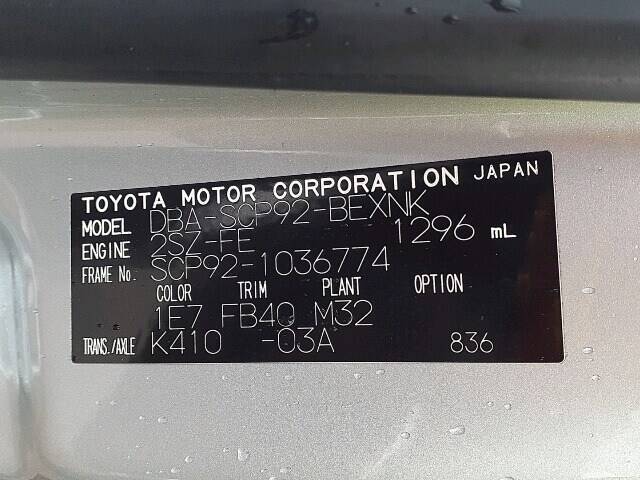 TOYOTA MOTOR CORPORATION JAPAN
MODEL DBA-SCP92-BEXNK
ENGINE 2SZ-FE 1296 mL
FRAME No. SCP92-1036774
COLOR TRIM PLANT OPTION
1E7 FB40 M32
TRANS./AXLE K410 -03A 836